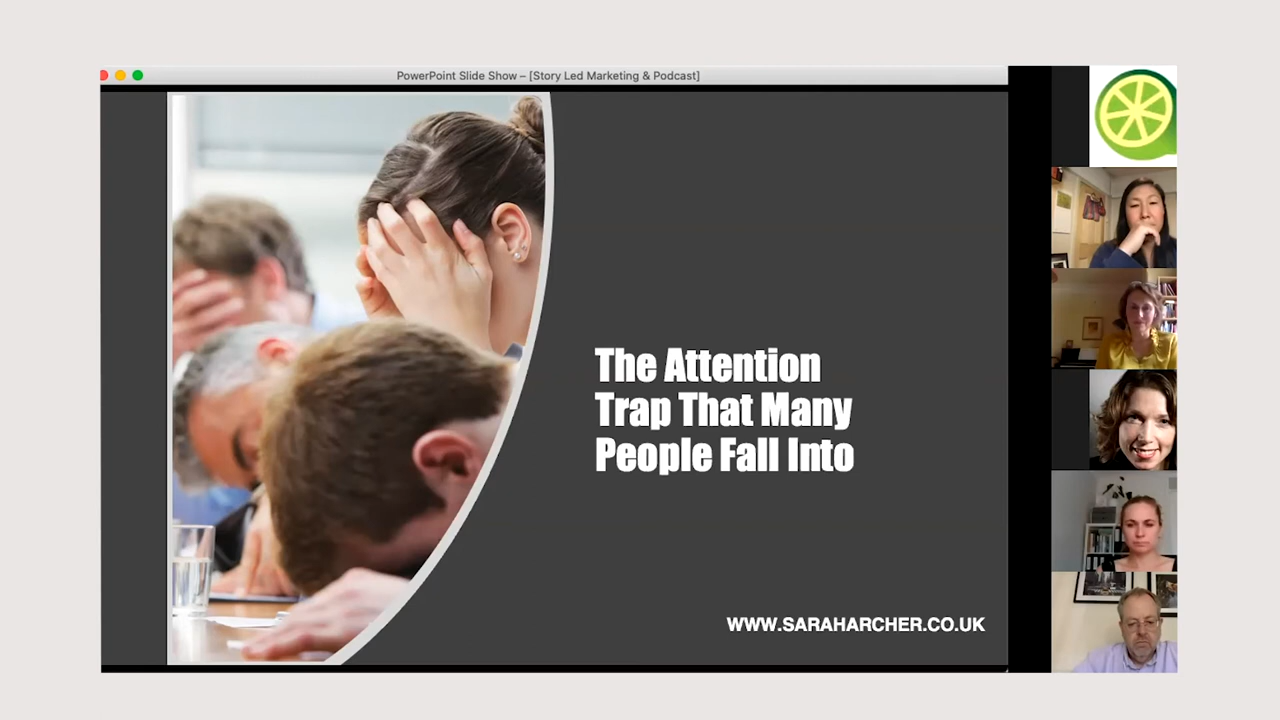 PowerPoint Slide Show – [Story Led Marketing & Podcast]
The Attention
Trap That Many
People Fall Into
WWW.SARAHARCHER.CO.UK